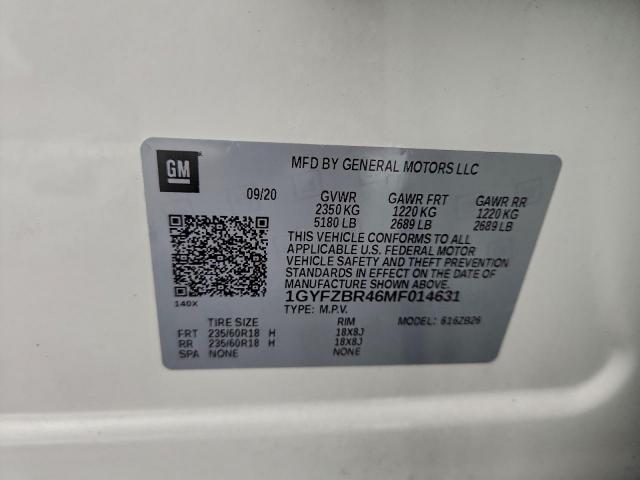 GM
MFD BY GENERAL MOTORS LLC
09/20 GVWR GAWR FRT GAWR RR
2350 KG 1220 KG 1220 KG
5180 LB 2689 LB 2689 LB
THIS VEHICLE CONFORMS TO ALL
APPLICABLE U.S. FEDERAL MOTOR
VEHICLE SAFETY AND THEFT PREVENTION
STANDARDS IN EFFECT ON THE DATE OF
MANUFACTURE SHOWN ABOVE.
1GYFZBR46MF014631
140X
TYPE: M.P.V. MODEL: 616ZB26
TIRE SIZE RIM
FRT 235/60R18 H 18X8J
RR 235/60R18 H 18X8J
SPA NONE NONE